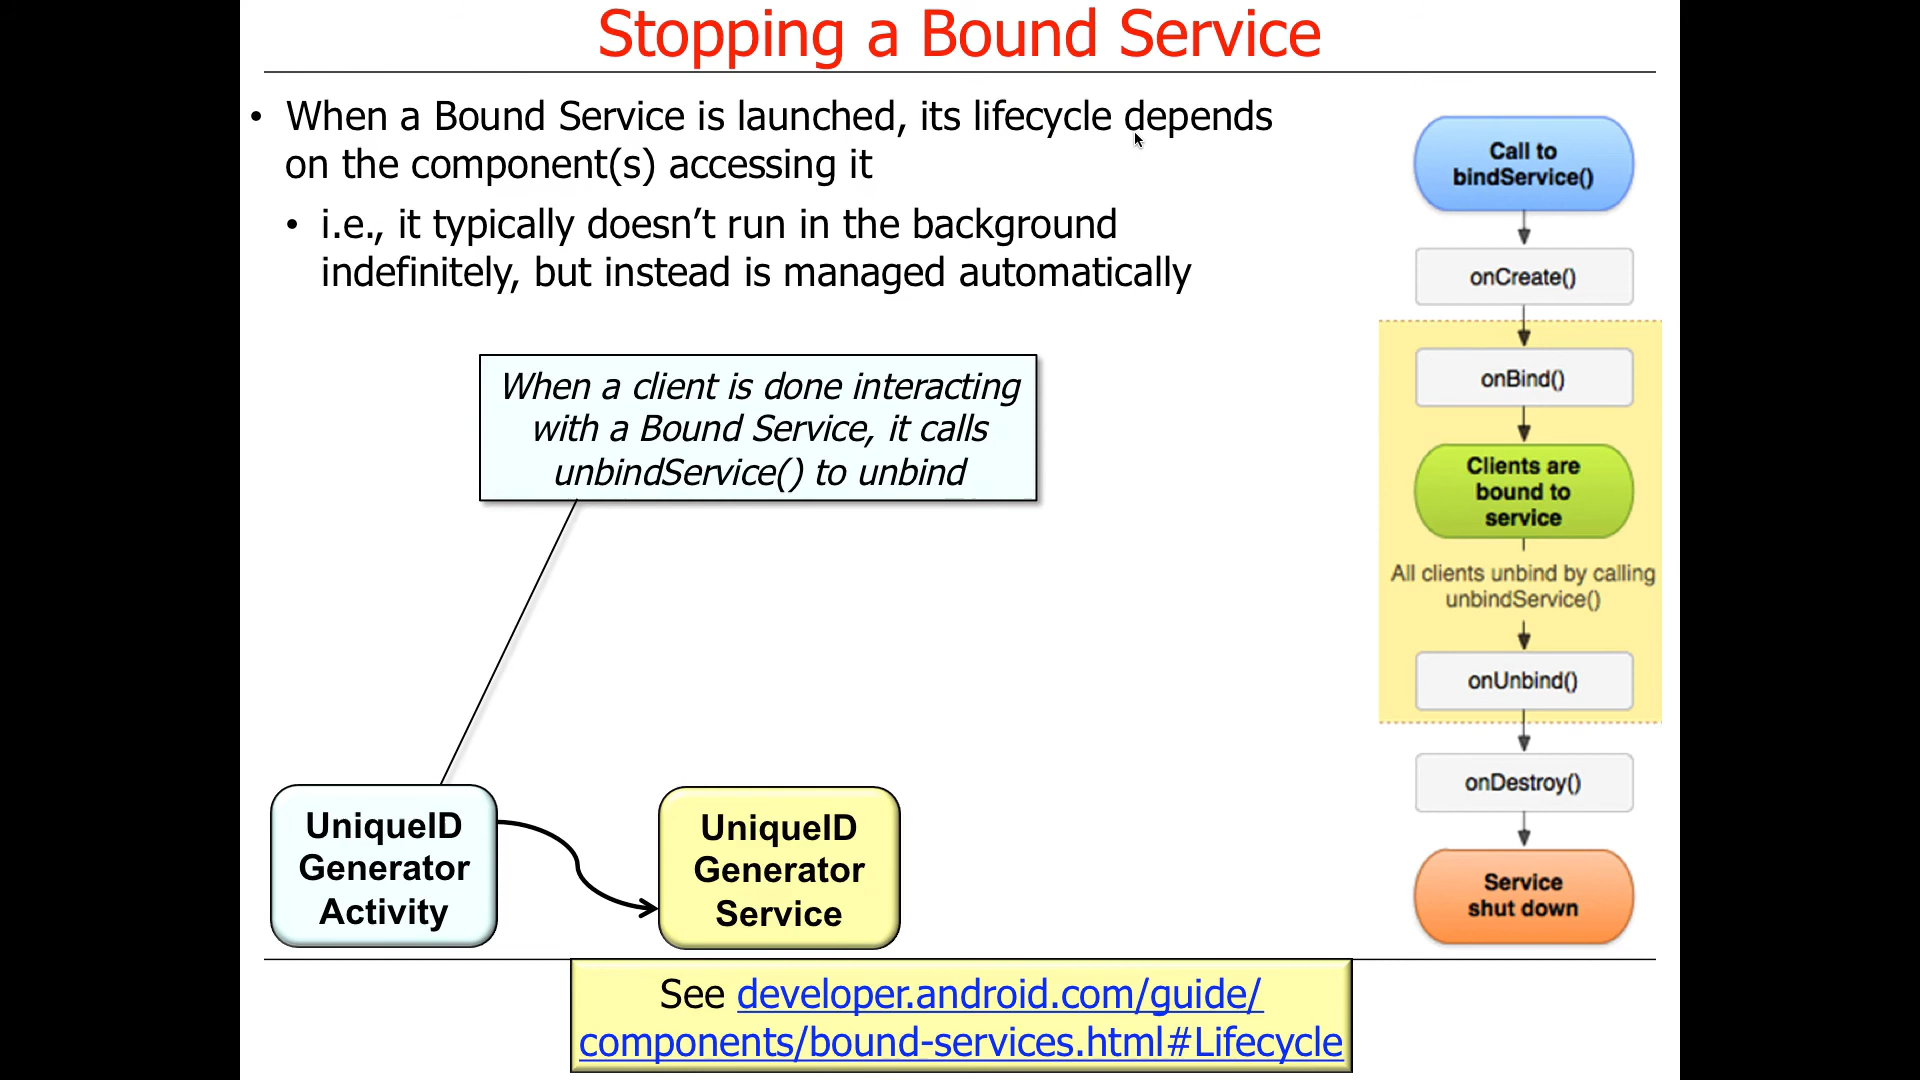 Stopping a Bound Service
• When a Bound Service is launched, its lifecycle depends
on the component(s) accessing it
• i.e., it typically doesn’t run in the background
indefinitely, but instead is managed automatically
When a client is done interacting
with a Bound Service, it calls
unbindService() to unbind
UniqueID
Generator
Activity
UniqueID
Generator
Service
Call to
bindService()
onCreate()
onBind()
Clients are
bound to
service
All clients unbind by calling
unbindService()
onUnbind()
onDestroy()
Service
shut down
See developer.android.com/guide/
components/bound-services.html#Lifecycle